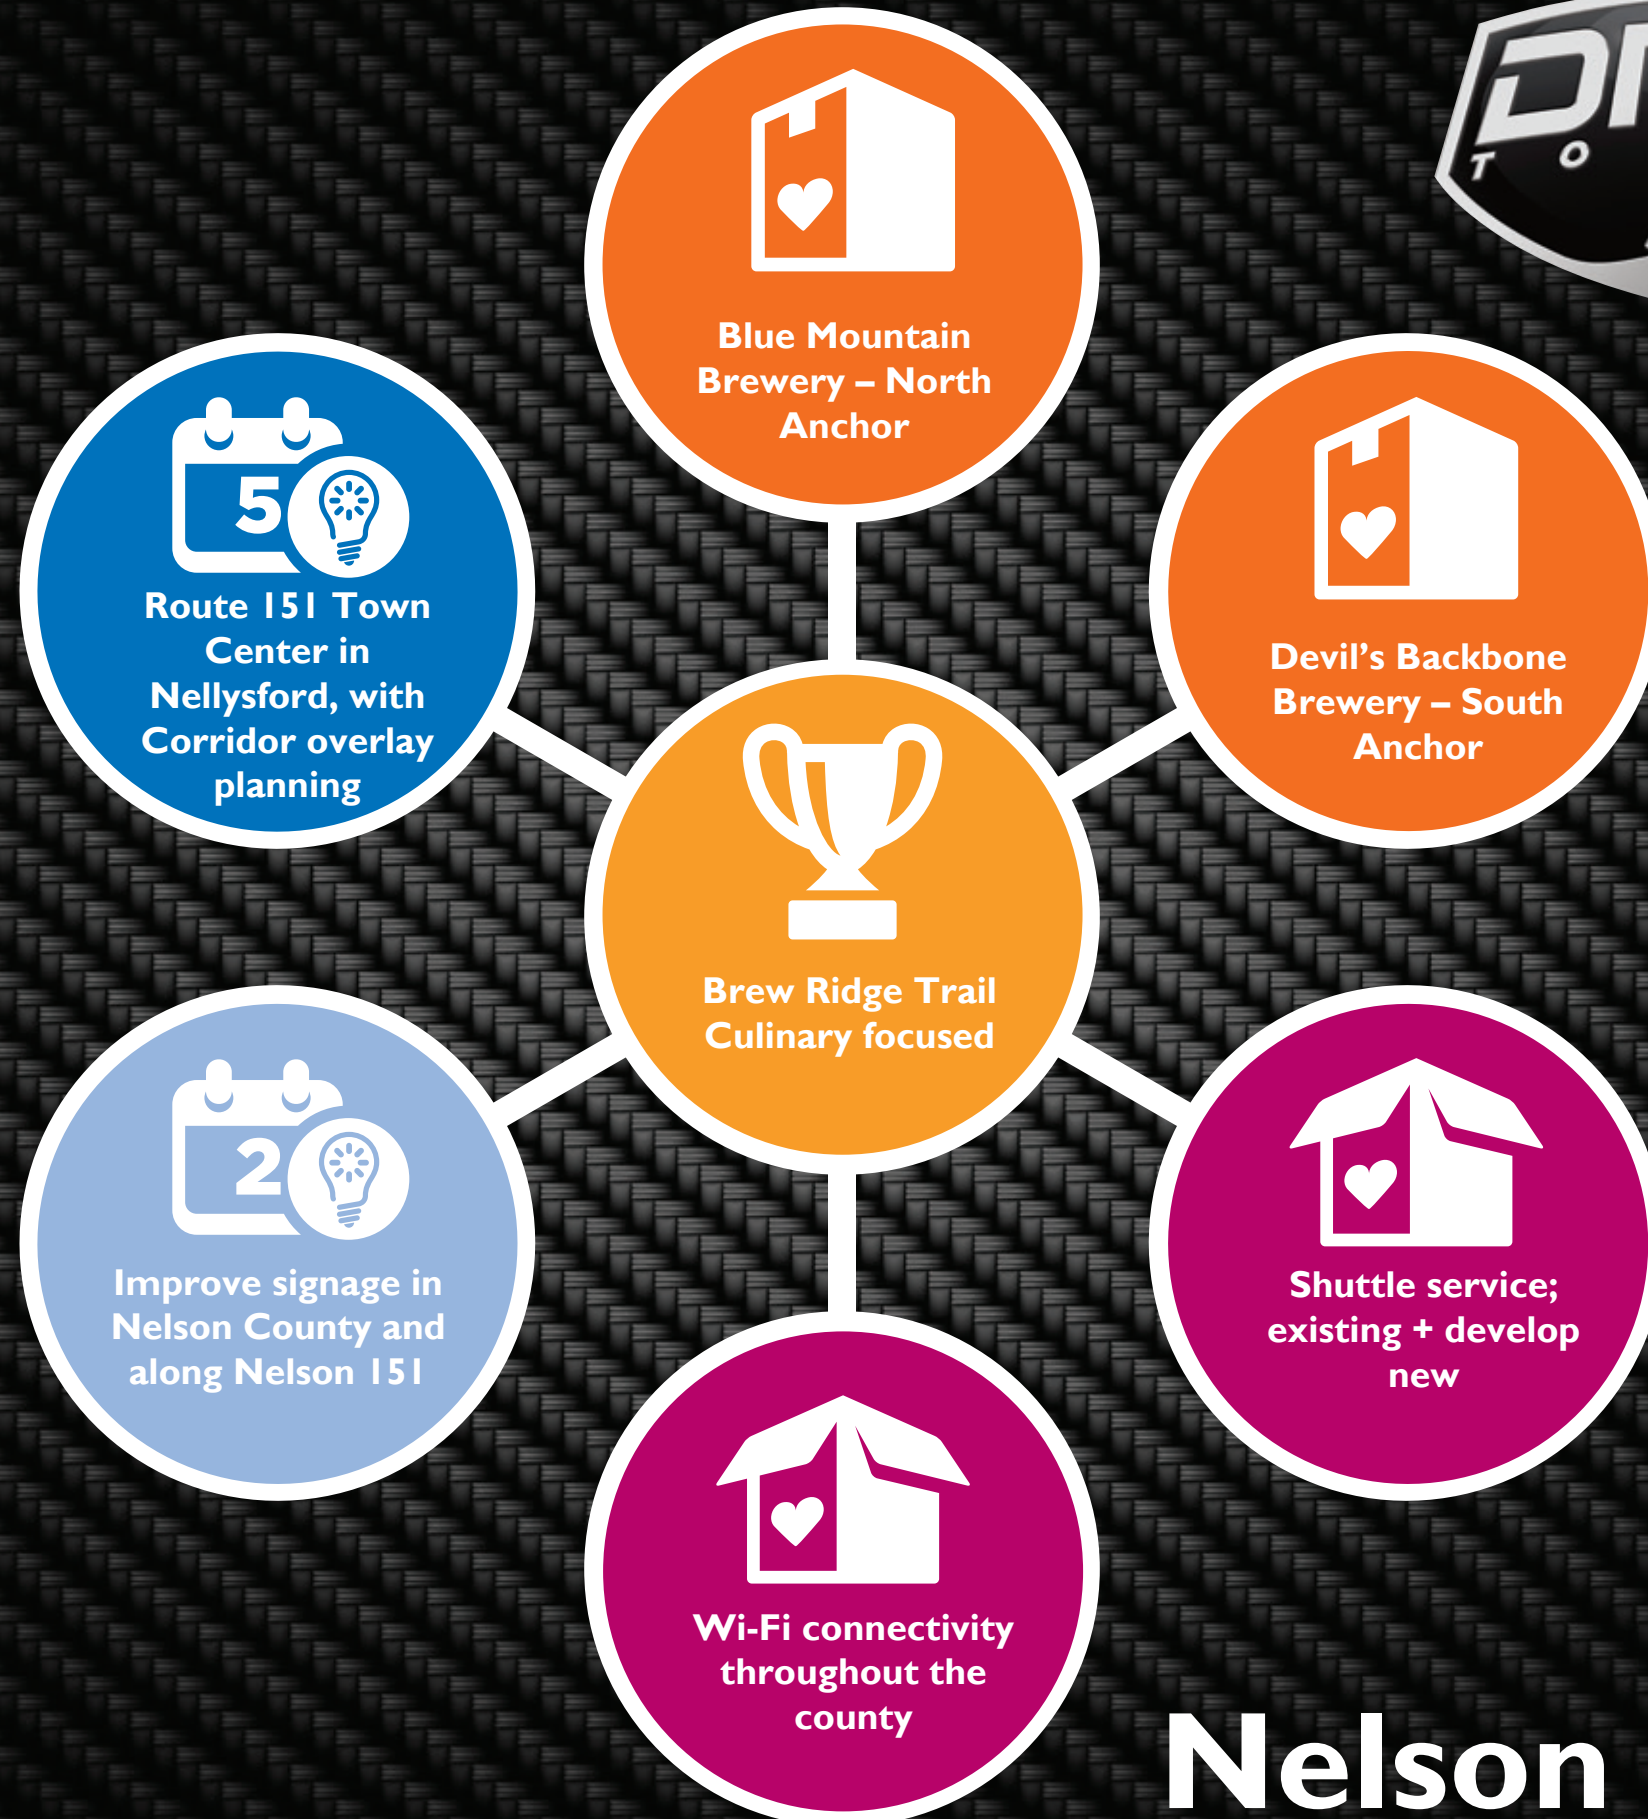 Blue Mountain
Brewery – North
Anchor
5
Route 151 Town
Center in
Nellysford, with
Corridor overlay
planning
Devil’s Backbone
Brewery – South
Anchor
Brew Ridge Trail
Culinary focused
2
Improve signage in
Nelson County and
along Nelson 151
Shuttle service;
existing + develop
new
Wi-Fi connectivity
throughout the
county
Nelson